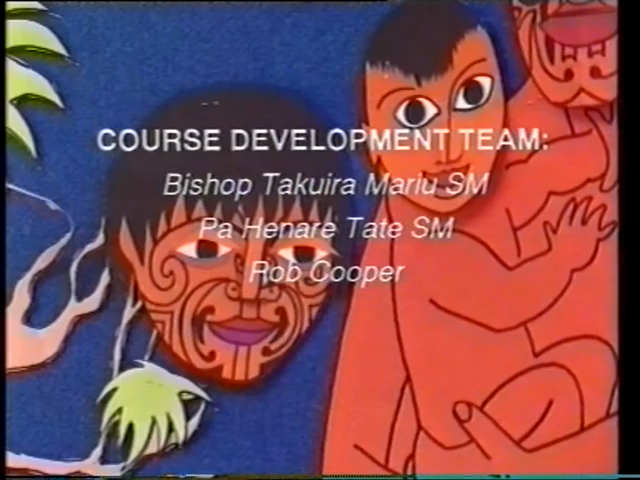 COURSE DEVELOPMENT TEAM:
Bishop Takuira Mariu SM
Pa Henare Tate SM
Rob Cooper